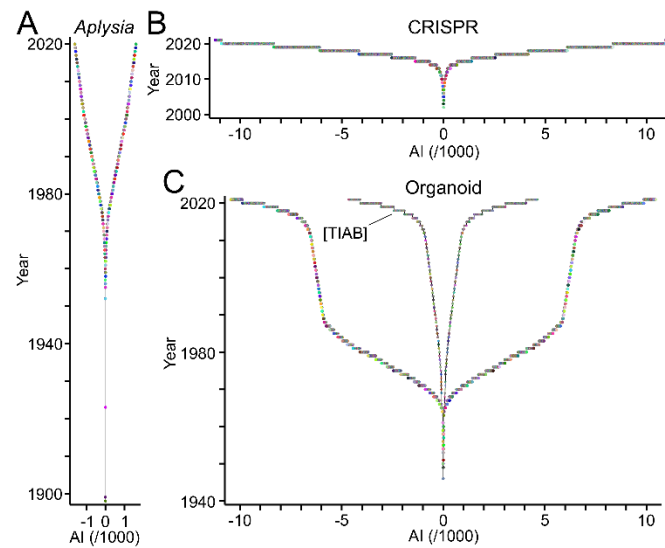 A
Aplysia
2020
1980
1940
1900
Year
-1 0 1
AI (/1000)
B
CRISPR
2020
2010
2000
Year
-10 -5 0 5 10
AI (/1000)
C
Organoid
[TIAB]
2020
1980
1940
Year
-10 -5 0 5 10
AI (/1000)